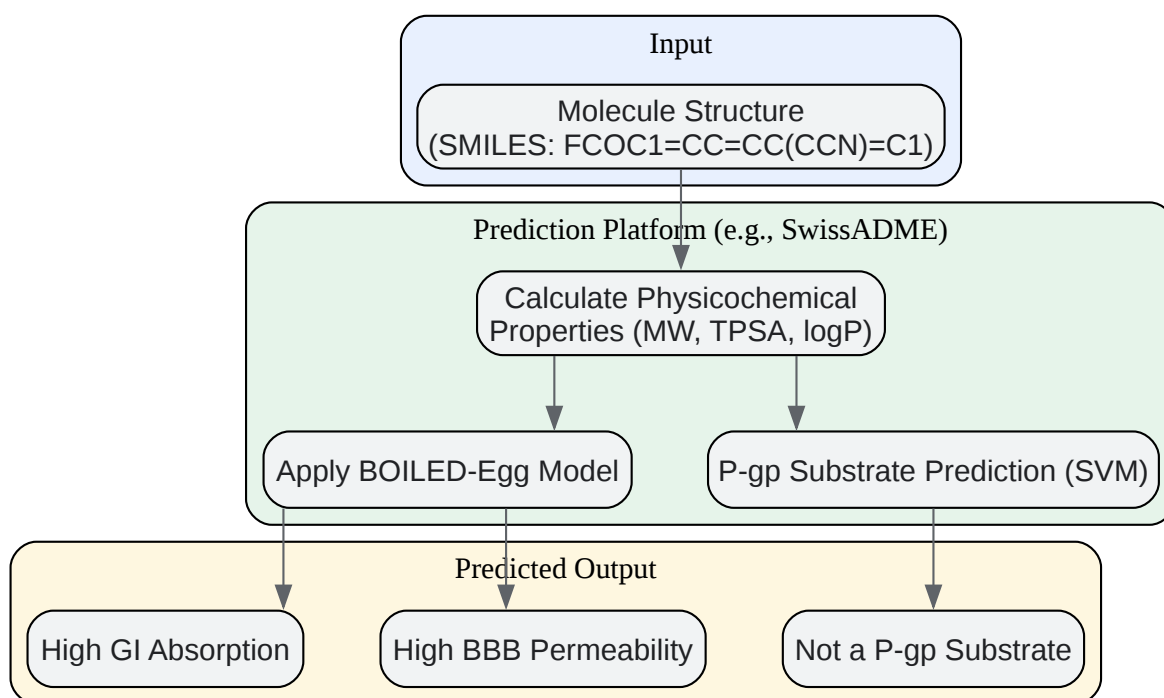 Input
Molecule Structure
(SMILES: FCOC1=CC=CC(CCN)=C1)
Prediction Platform (e.g., SwissADME)
Calculate Physicochemical
Properties (MW, TPSA, logP)
Apply BOILED-Egg Model
P-gp Substrate Prediction (SVM)
Predicted Output
High GI Absorption
High BBB Permeability
Not a P-gp Substrate